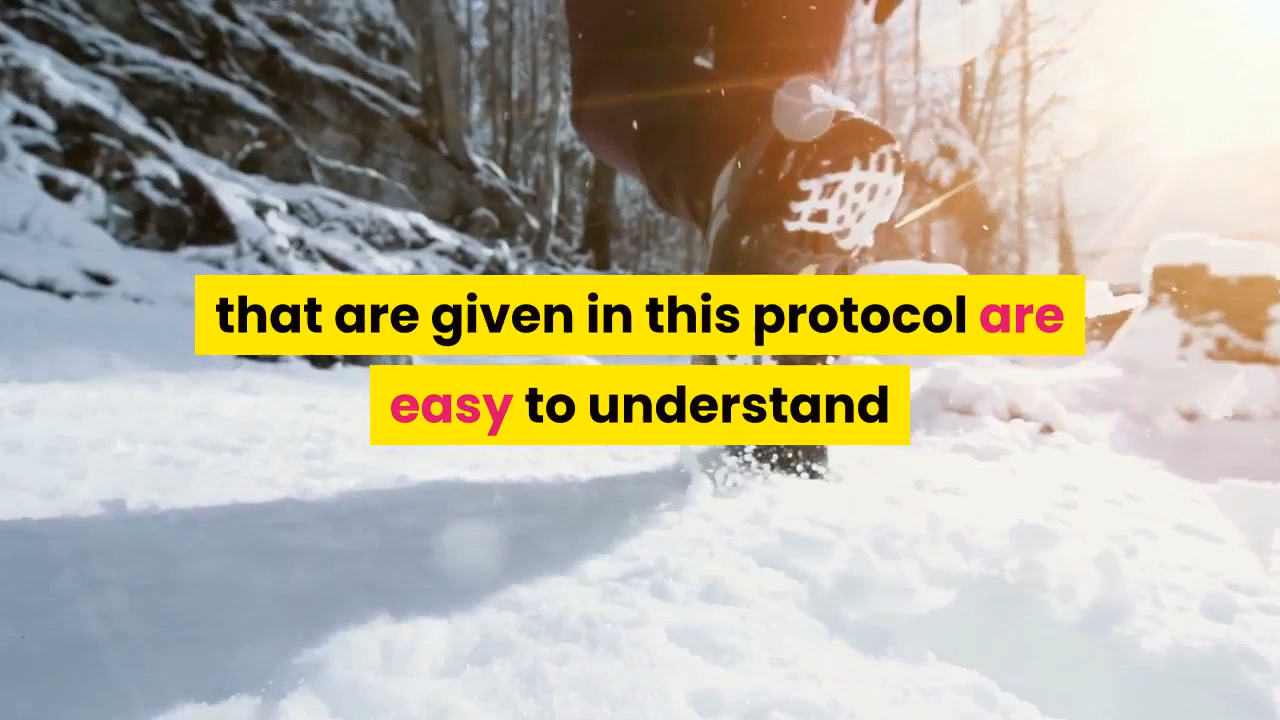 that are given in this protocol are
easy to understand